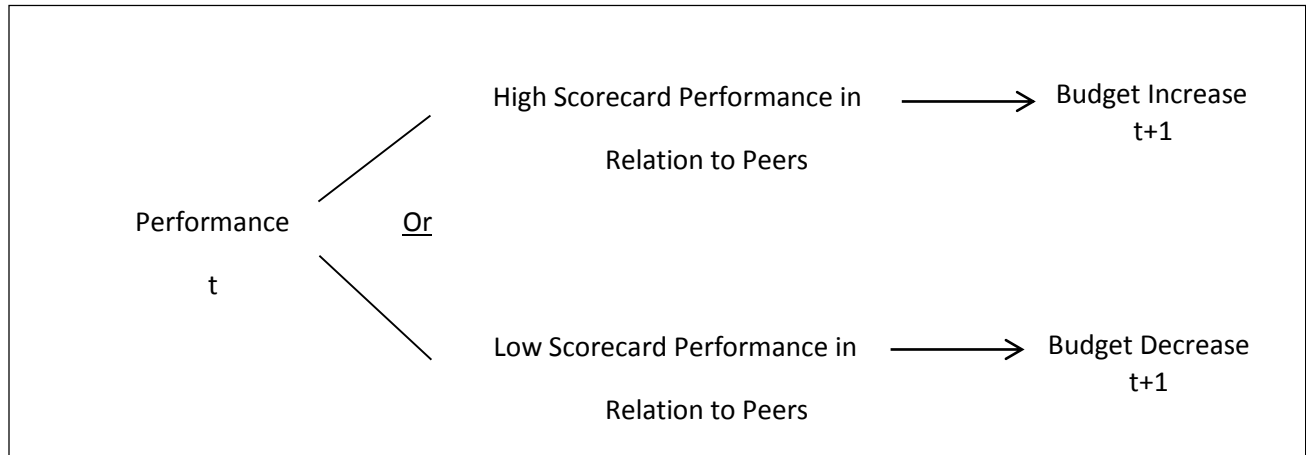 High Scorecard Performance in
Relation to Peers
Budget Increase
t+1
Performance
t
Or
Low Scorecard Performance in
Relation to Peers
Budget Decrease
t+1